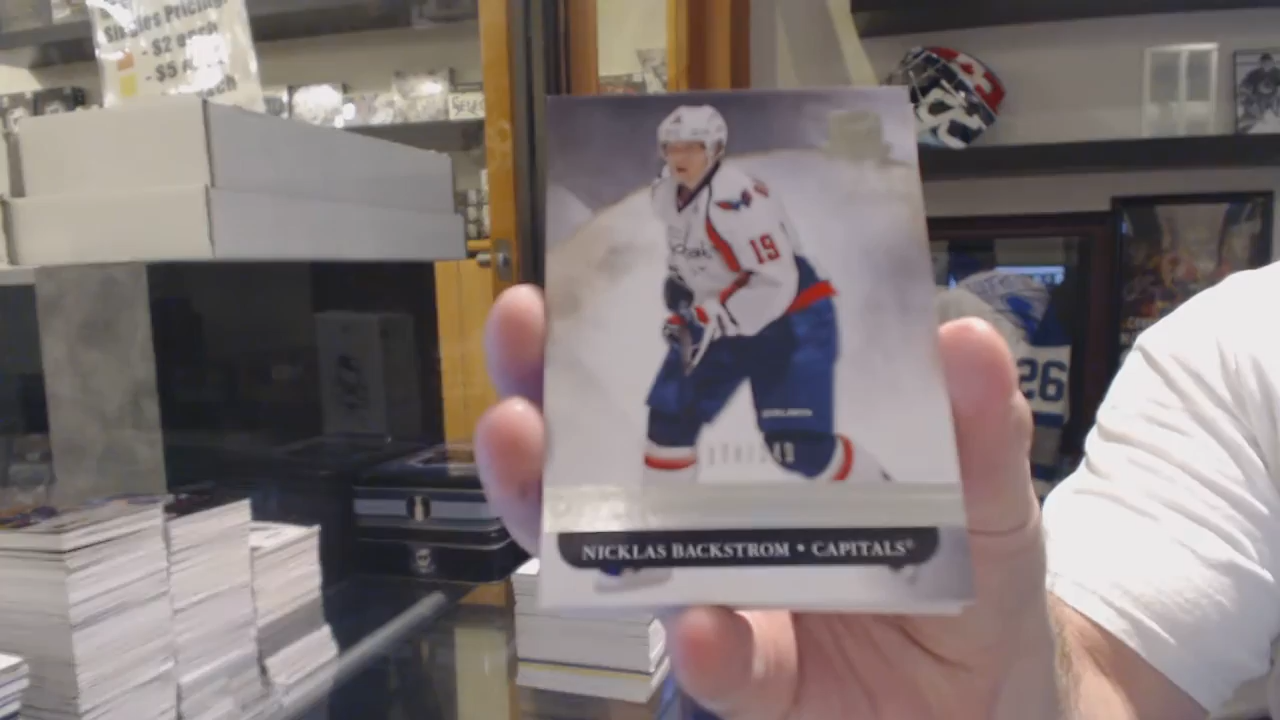 Singles Pricing:
- $2 each
- $5 each
19
26
NICKLAS BACKSTROM • CAPITALS®